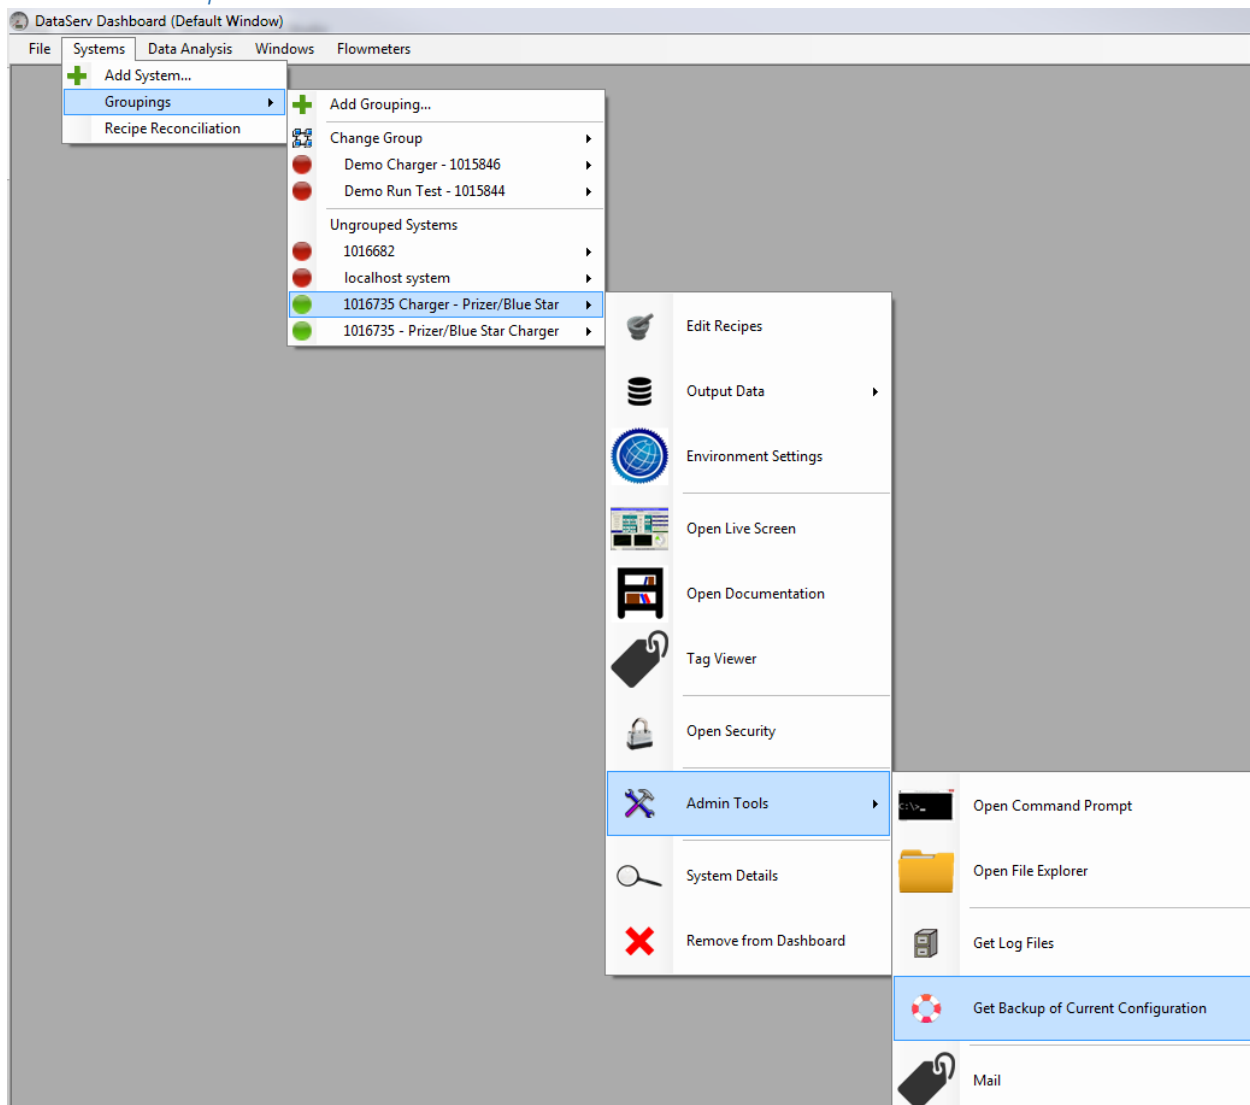 DataServ Dashboard (Default Window)
File Systems Data Analysis Windows Flowmeters
Add System...
Groupings
Recipe Reconciliation
Add Grouping...
Change Group
Demo Charger - 1015846
Demo Run Test - 1015844
Ungrouped Systems
1016682
localhost system
1016735 Charger - Prizer/Blue Star
1016735 - Prizer/Blue Star Charger
Edit Recipes
Output Data
Environment Settings
Open Live Screen
Open Documentation
Tag Viewer
Open Security
Admin Tools
System Details
Remove from Dashboard
C:\>_
Open Command Prompt
Open File Explorer
Get Log Files
Get Backup of Current Configuration
Mail